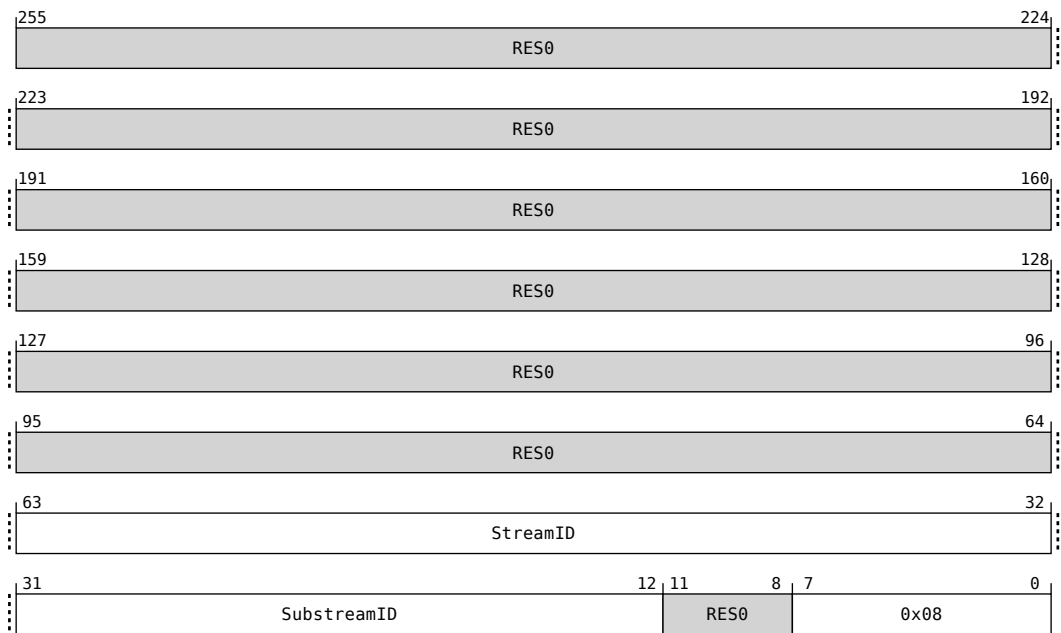 255 224
RES0
223 192
RES0
191 160
RES0
159 128
RES0
127 96
RES0
95 64
RES0
63 32
StreamID
31 12 11 8 7 0
SubstreamID RES0 0x08